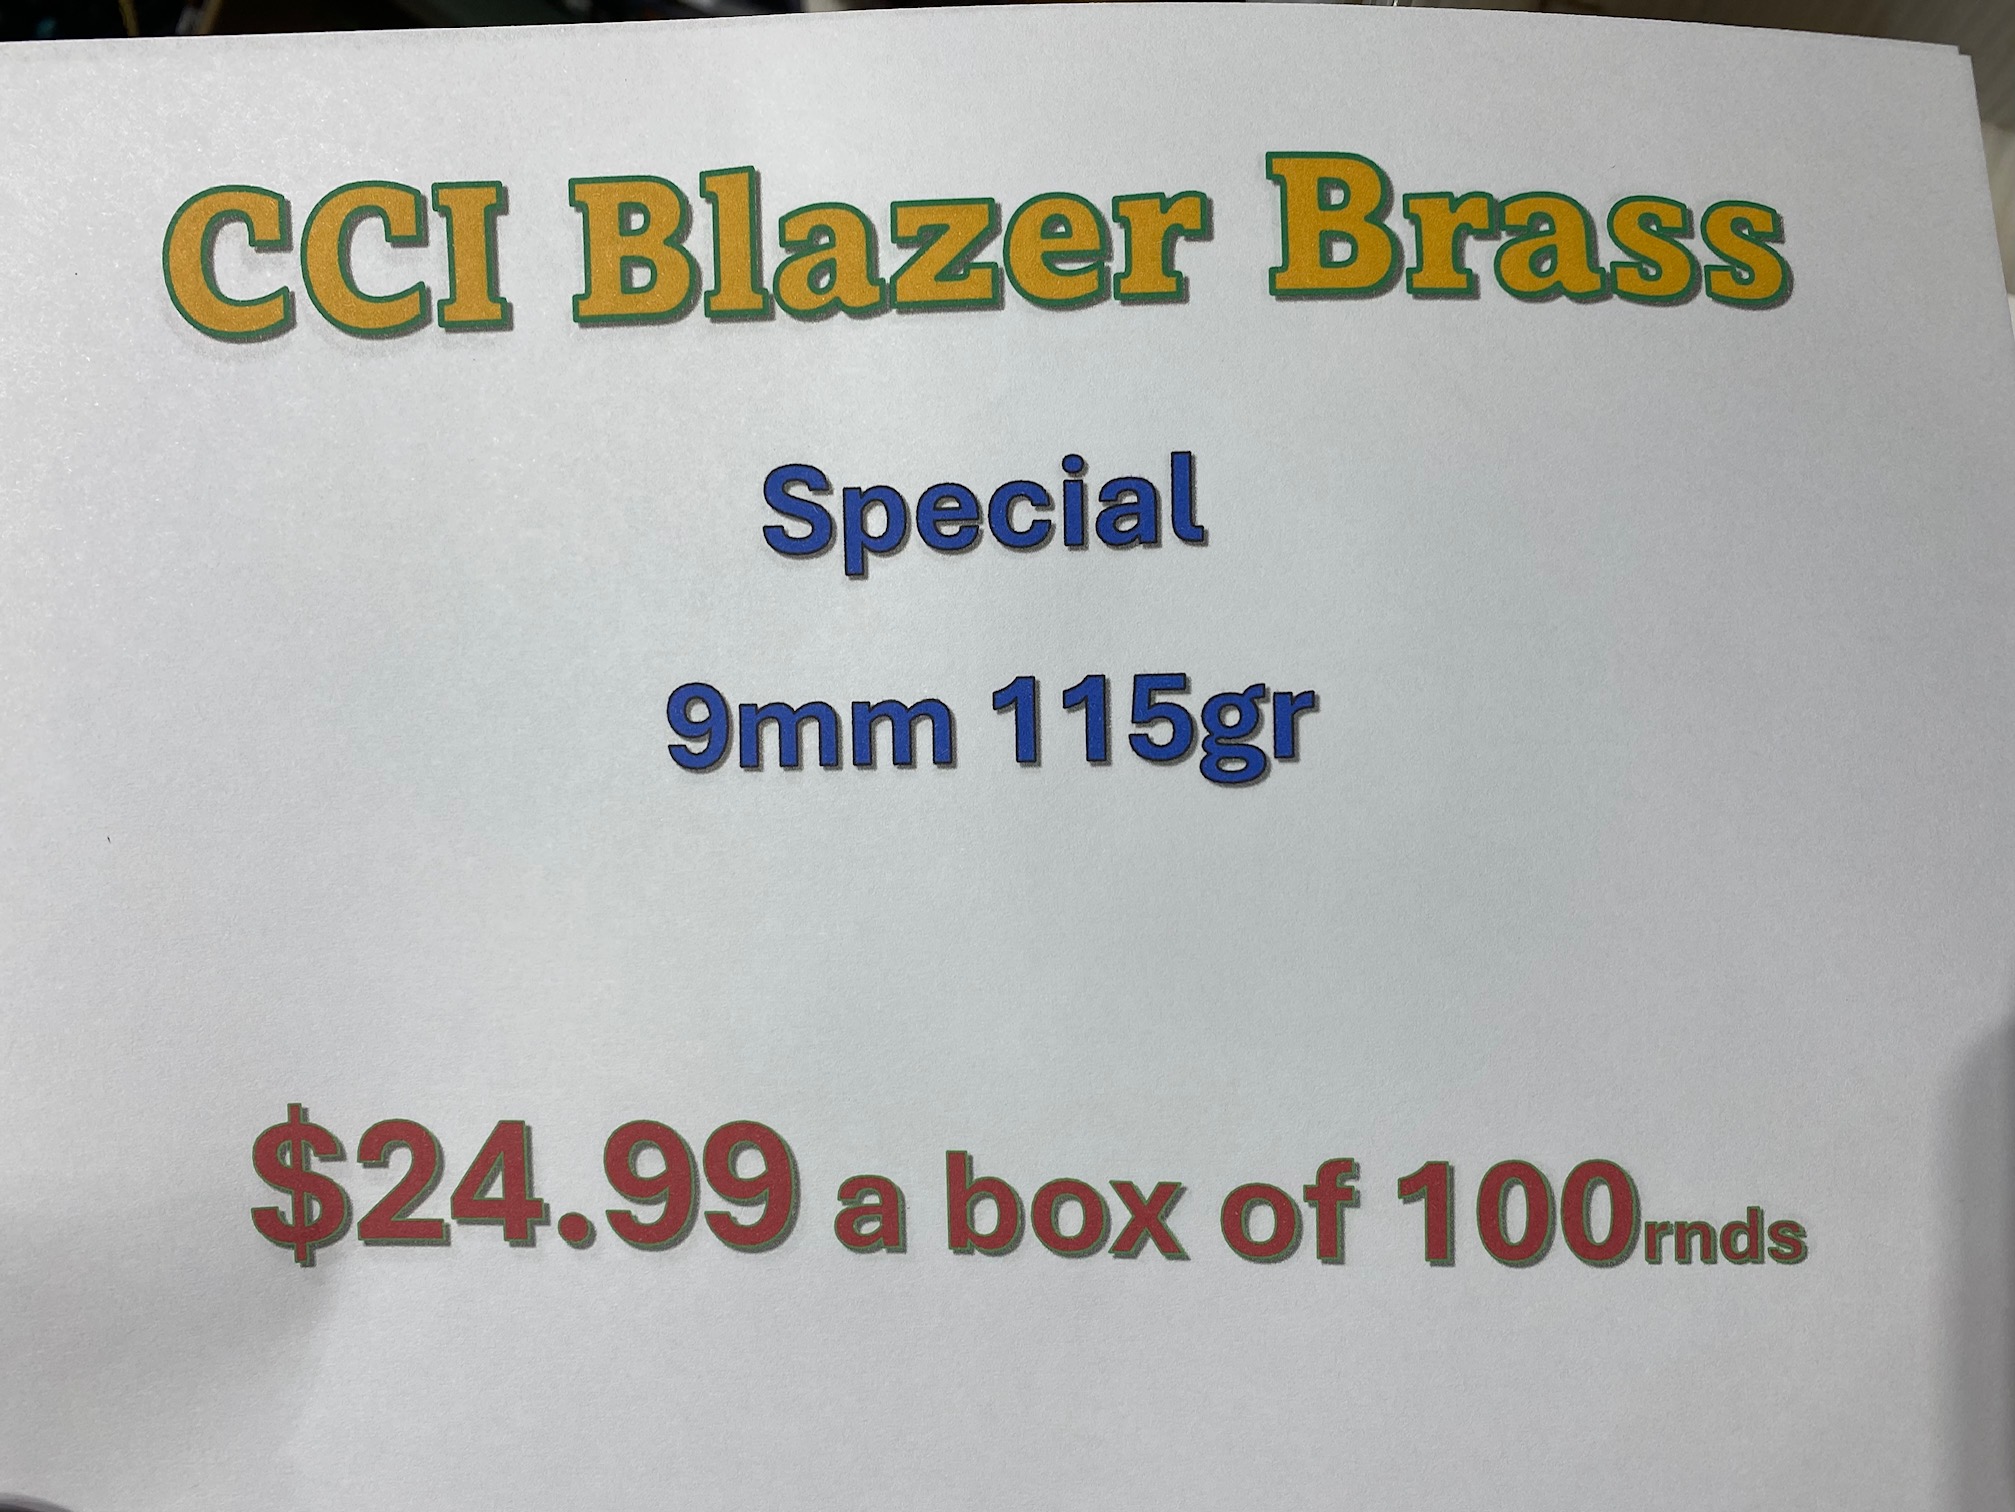 CCI Blazer Brass
Special
9mm 115gr
$24.99 a box of 100rnds